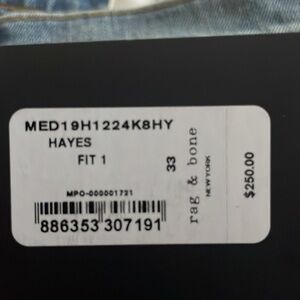 MED19H1224K8HY
HAYES
FIT 1
33
MPO-000001721
886353 307191
rag & bone
NEW YORK
$250.00